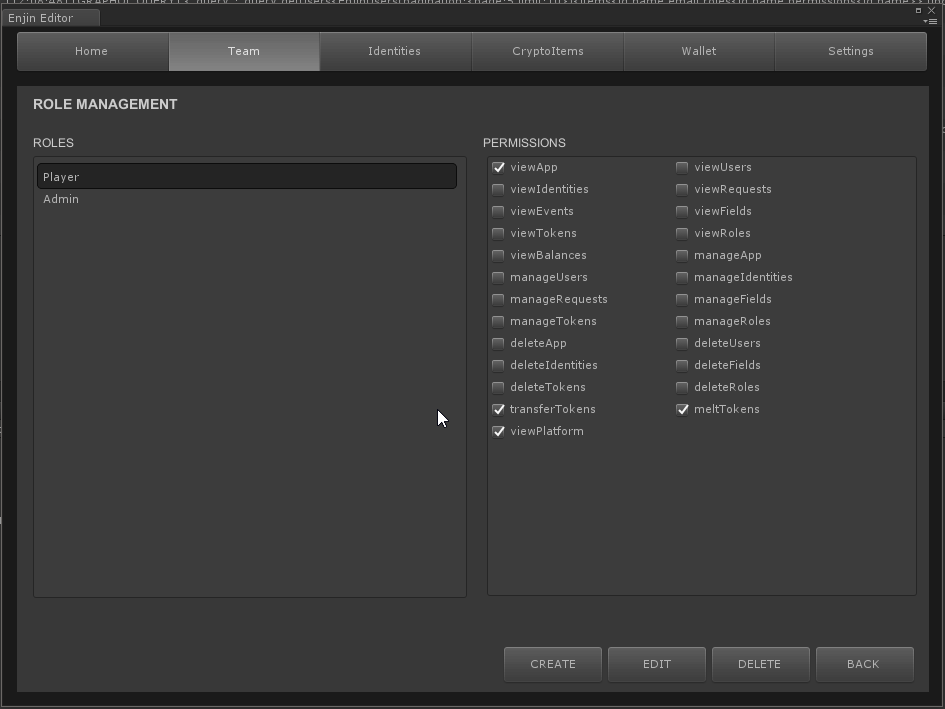 Enjin Editor
Home Team Identities CryptoItems Wallet Settings
ROLE MANAGEMENT
ROLES
PERMISSIONS
Player
Admin
viewApp viewUsers
viewIdentities viewRequests
viewEvents viewFields
viewTokens viewRoles
viewBalances manageApp
manageUsers manageIdentities
manageRequests manageFields
manageTokens manageRoles
deleteApp deleteUsers
deleteIdentities deleteFields
deleteTokens deleteRoles
transferTokens meltTokens
viewPlatform
CREATE EDIT DELETE BACK